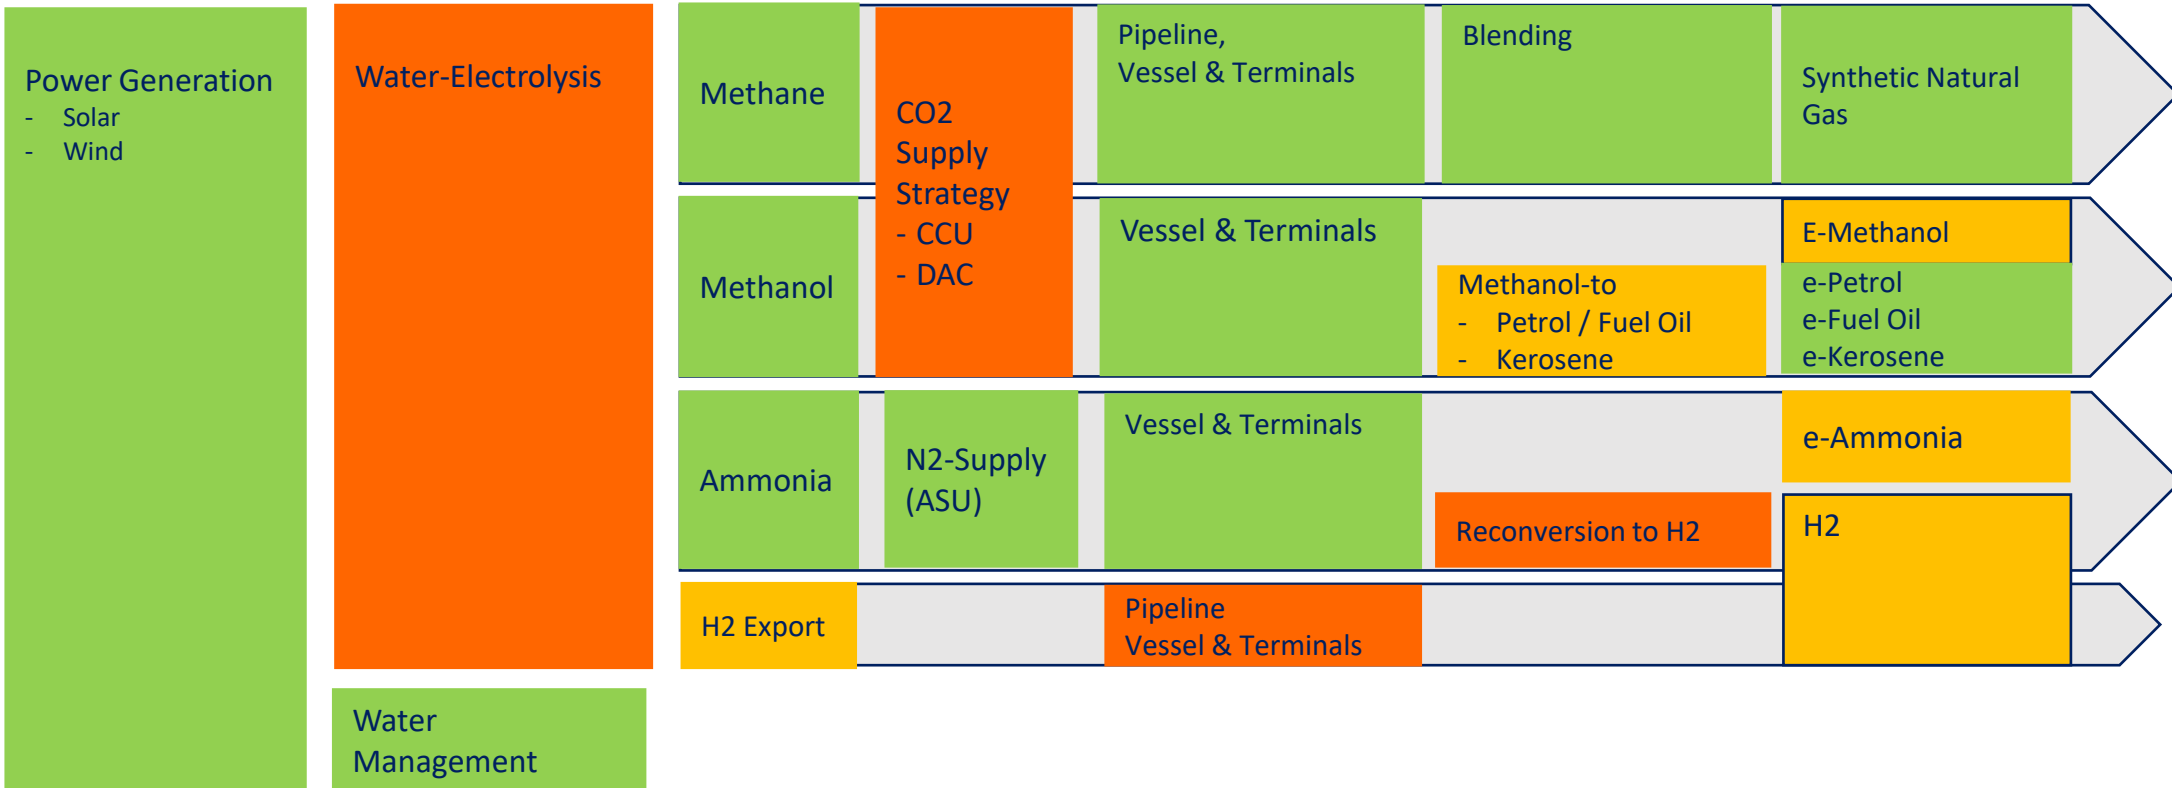 Power Generation
- Solar
- Wind
Water-Electrolysis
Water
Management
Methane
CO2
Supply
Strategy
- CCU
- DAC
Pipeline,
Vessel & Terminals
Blending
Synthetic Natural
Gas
Methanol
Vessel & Terminals
Methanol-to
- Petrol / Fuel Oil
- Kerosene
E-Methanol
e-Petrol
e-Fuel Oil
e-Kerosene
Ammonia
N2-Supply
(ASU)
Vessel & Terminals
Reconversion to H2
e-Ammonia
H2
H2 Export
Pipeline
Vessel & Terminals